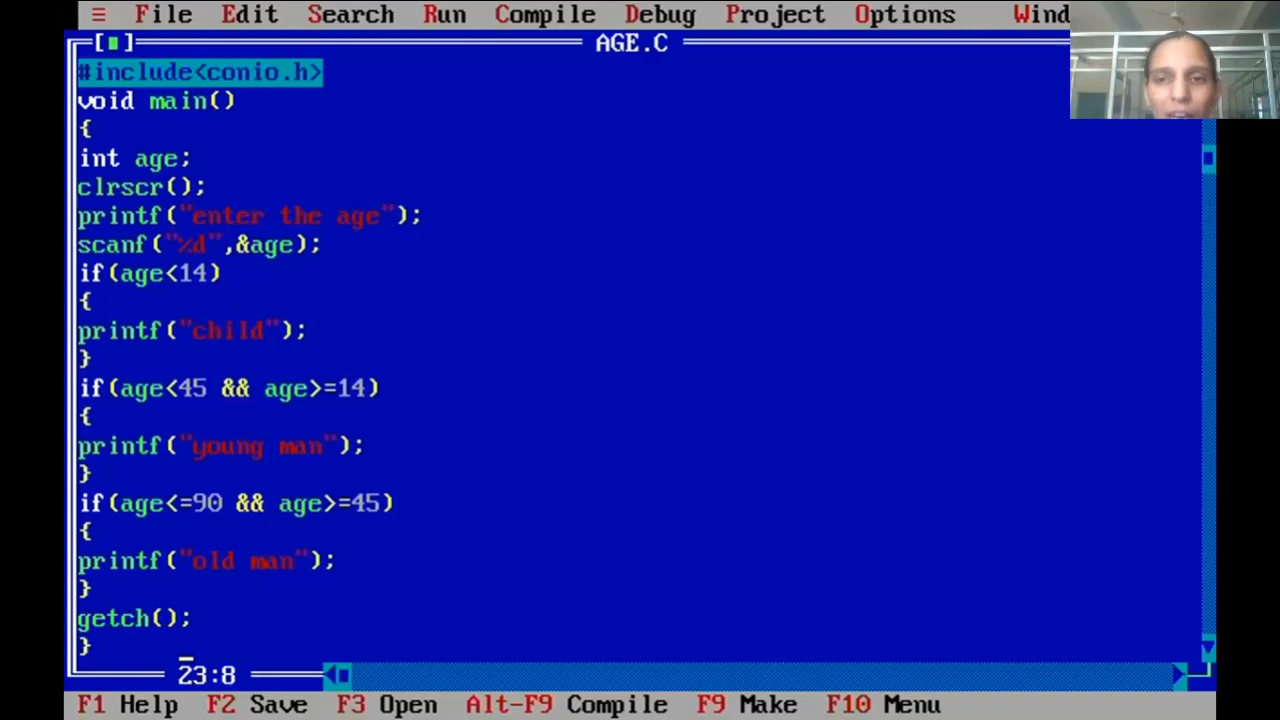 ≡ File Edit Search Run Compile Debug Project Options Wind
[■] AGE.C
#include<conio.h>
void main()
{
int age;
clrscr();
printf("enter the age");
scanf("%d",&age);
if(age<14)
{
printf("child");
}
if(age<45 && age>=14)
{
printf("young man");
}
if(age<=90 && age>=45)
{
printf("old man");
}
getch();
}
23:8
F1 Help F2 Save F3 Open Alt-F9 Compile F9 Make F10 Menu